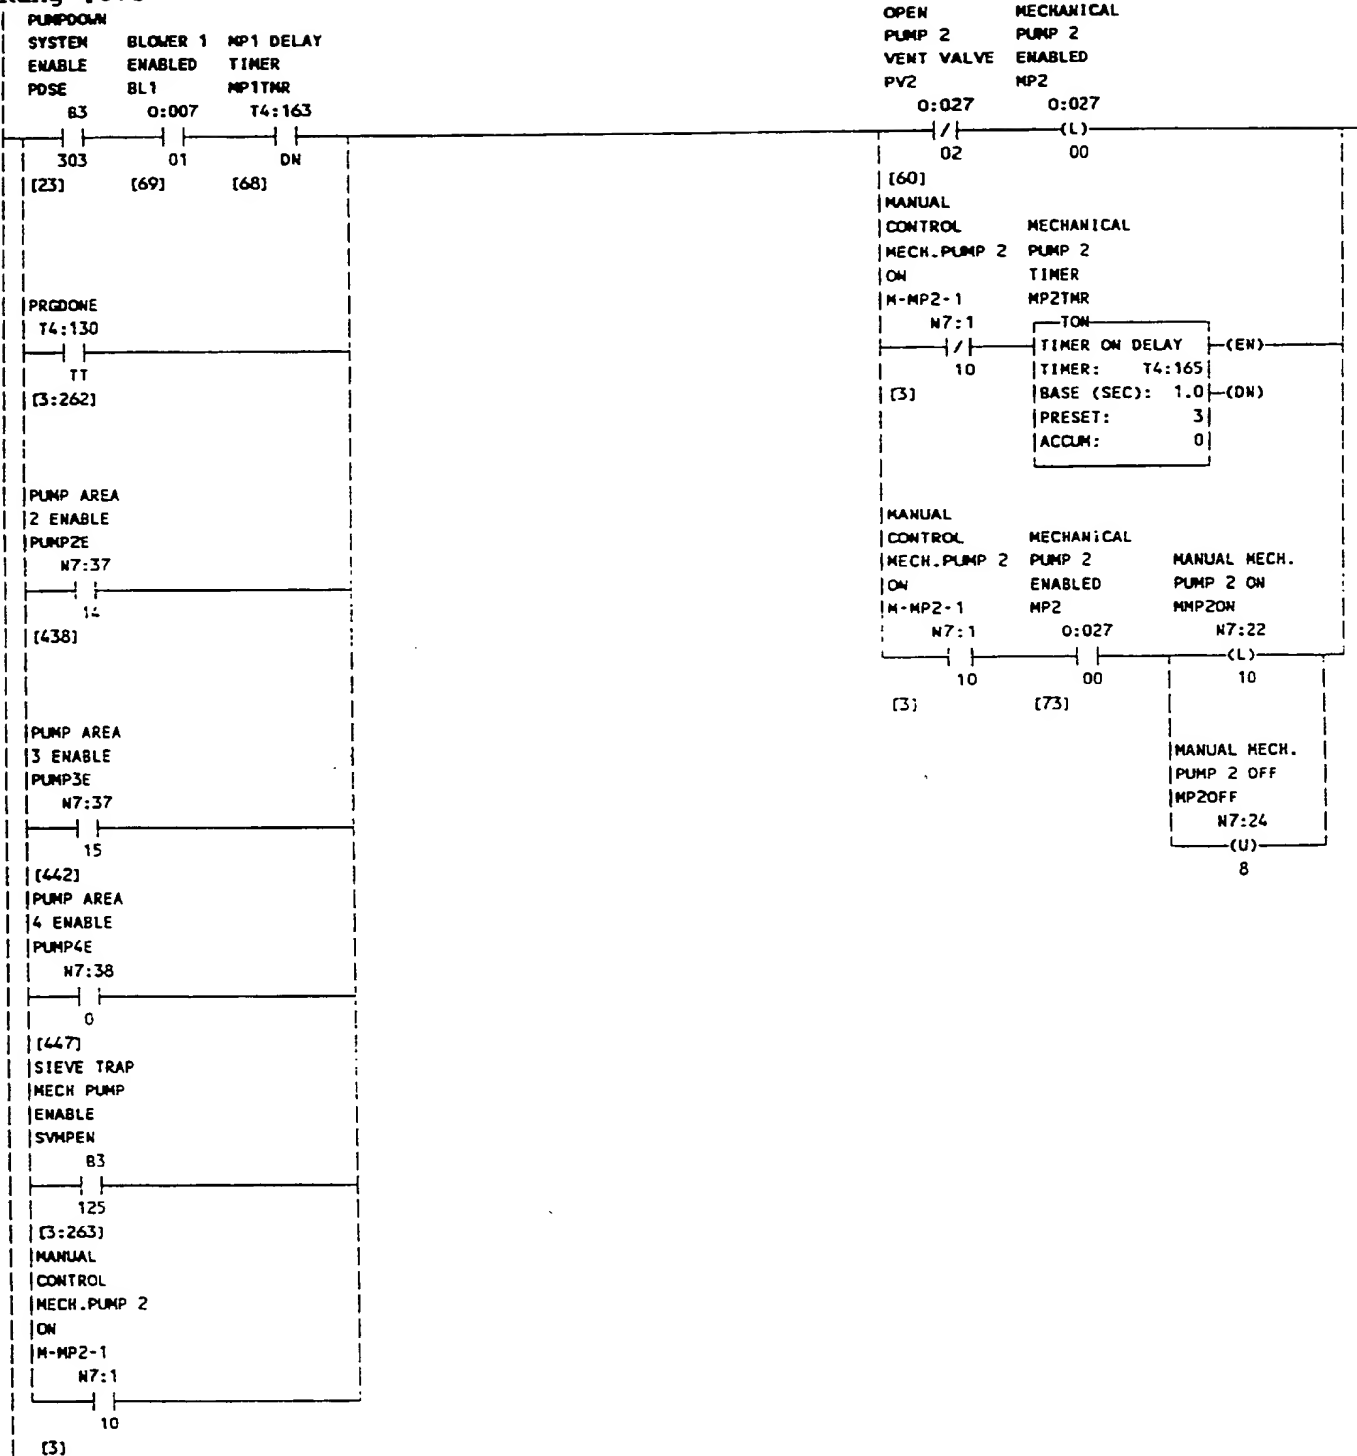 PUMPDOWN
SYSTEM BLOWER 1 MP1 DELAY
ENABLE ENABLED TIMER
PDSE BL1 MP1TMR
B3 O:007 T4:163
303 01 DN
[23] [69] [68]
PRGDONE
T4:130
TT
[3:262]
PUMP AREA
2 ENABLE
PUMP2E
N7:37
14
[438]
PUMP AREA
3 ENABLE
PUMP3E
N7:37
15
[442]
PUMP AREA
4 ENABLE
PUMP4E
N7:38
0
[447]
SIEVE TRAP
MECH PUMP
ENABLE
SVMPEN
B3
125
[3:263]
MANUAL
CONTROL
MECH.PUMP 2
ON
M-MP2-1
N7:1
10
[3]
OPEN MECHANICAL
PUMP 2 PUMP 2
VENT VALVE ENABLED
PV2 MP2
O:027 O:027
(L)
02 00
[60]
MANUAL
CONTROL MECHANICAL
MECH.PUMP 2 PUMP 2
ON TIMER
M-MP2-1 MP2TMR
N7:1 TON
TIMER ON DELAY (EN)
10 TIMER: T4:165
[3] BASE (SEC): 1.0 (DN)
PRESET: 3
ACCUM: 0
MANUAL
CONTROL MECHANICAL
MECH.PUMP 2 PUMP 2 MANUAL MECH.
ON ENABLED PUMP 2 ON
M-MP2-1 MP2 MMP2ON
N7:1 O:027 N7:22
(L)
10 00 10
[3] [73]
MANUAL MECH.
PUMP 2 OFF
MP2OFF
N7:24
(U)
8